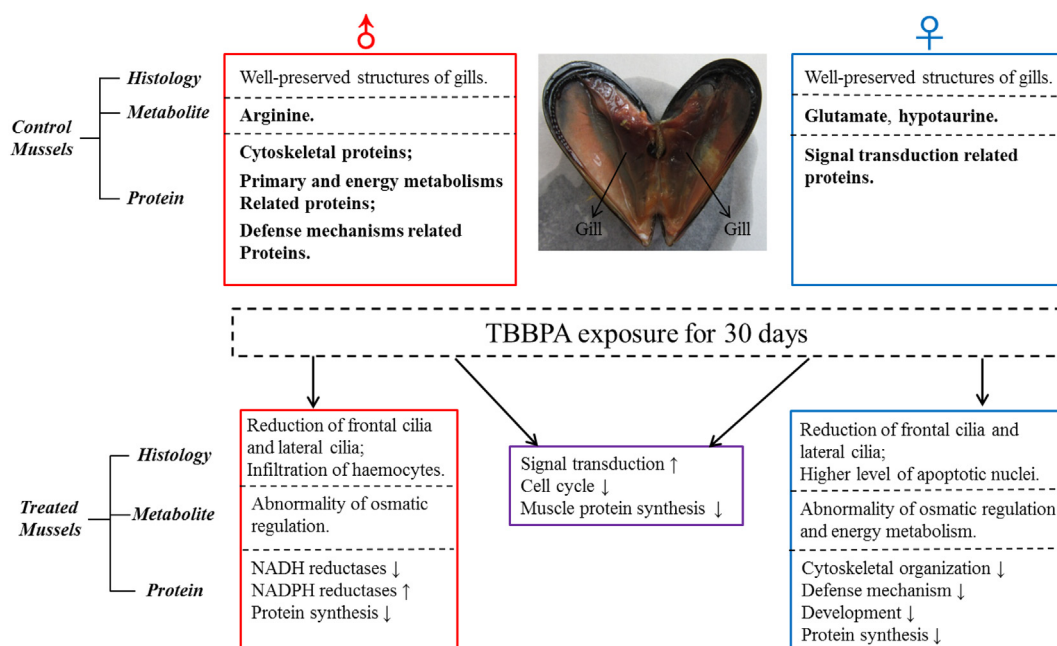 ♂
♀
Control
Mussels
Histology
Metabolite
Protein
Well-preserved structures of gills.
Arginine.
Cytoskeletal proteins;
Primary and energy metabolisms
Related proteins;
Defense mechanisms related
Proteins.
Gill
Gill
Well-preserved structures of gills.
Glutamate, hypotaurine.
Signal transduction related
proteins.
TBBPA exposure for 30 days
Treated
Mussels
Histology
Metabolite
Protein
Reduction of frontal cilia
and lateral cilia;
Infiltration of haemocytes.
Abnormality of osmatic
regulation.
NADH reductases ↓
NADPH reductases ↑
Protein synthesis ↓
Signal transduction ↑
Cell cycle ↓
Muscle protein synthesis ↓
Reduction of frontal cilia and
lateral cilia;
Higher level of apoptotic nuclei.
Abnormality of osmatic regulation
and energy metabolism.
Cytoskeletal organization ↓
Defense mechanism ↓
Development ↓
Protein synthesis ↓